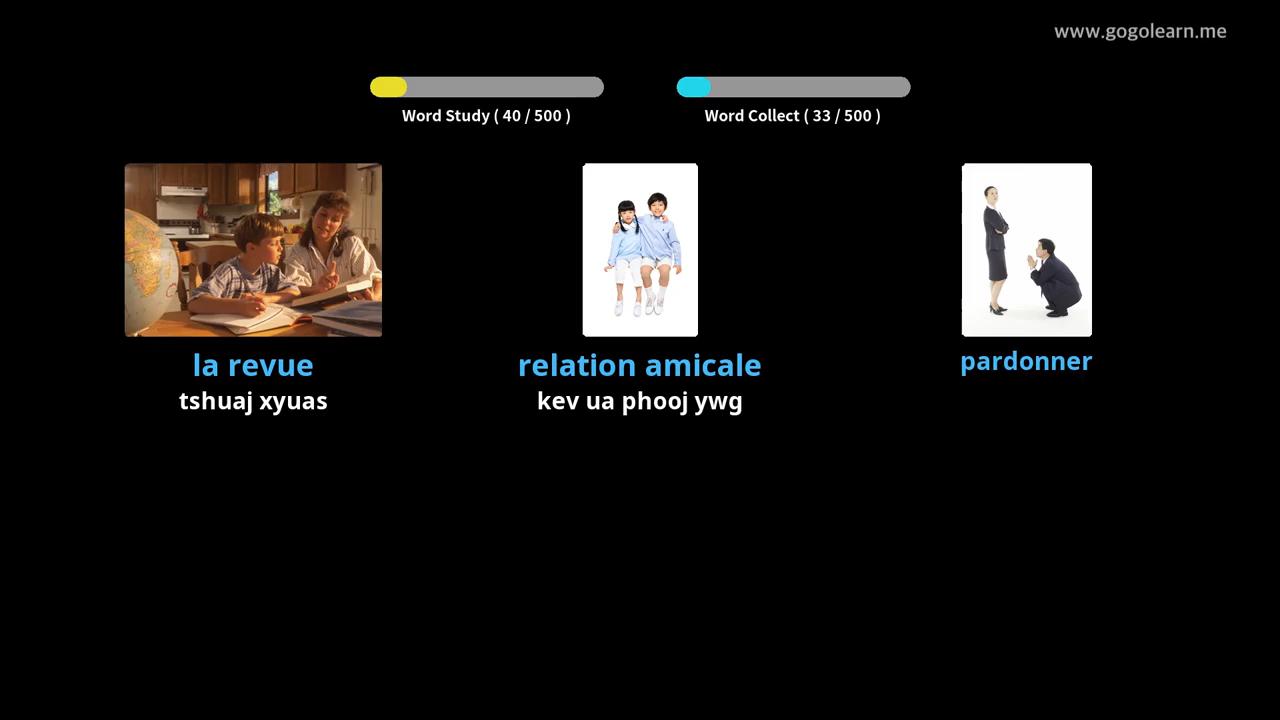 www.gogolearn.me
Word Study ( 40 / 500 )
Word Collect ( 33 / 500 )
la revue
tshuaj xyuas
relation amicale
kev ua phooj ywg
pardonner